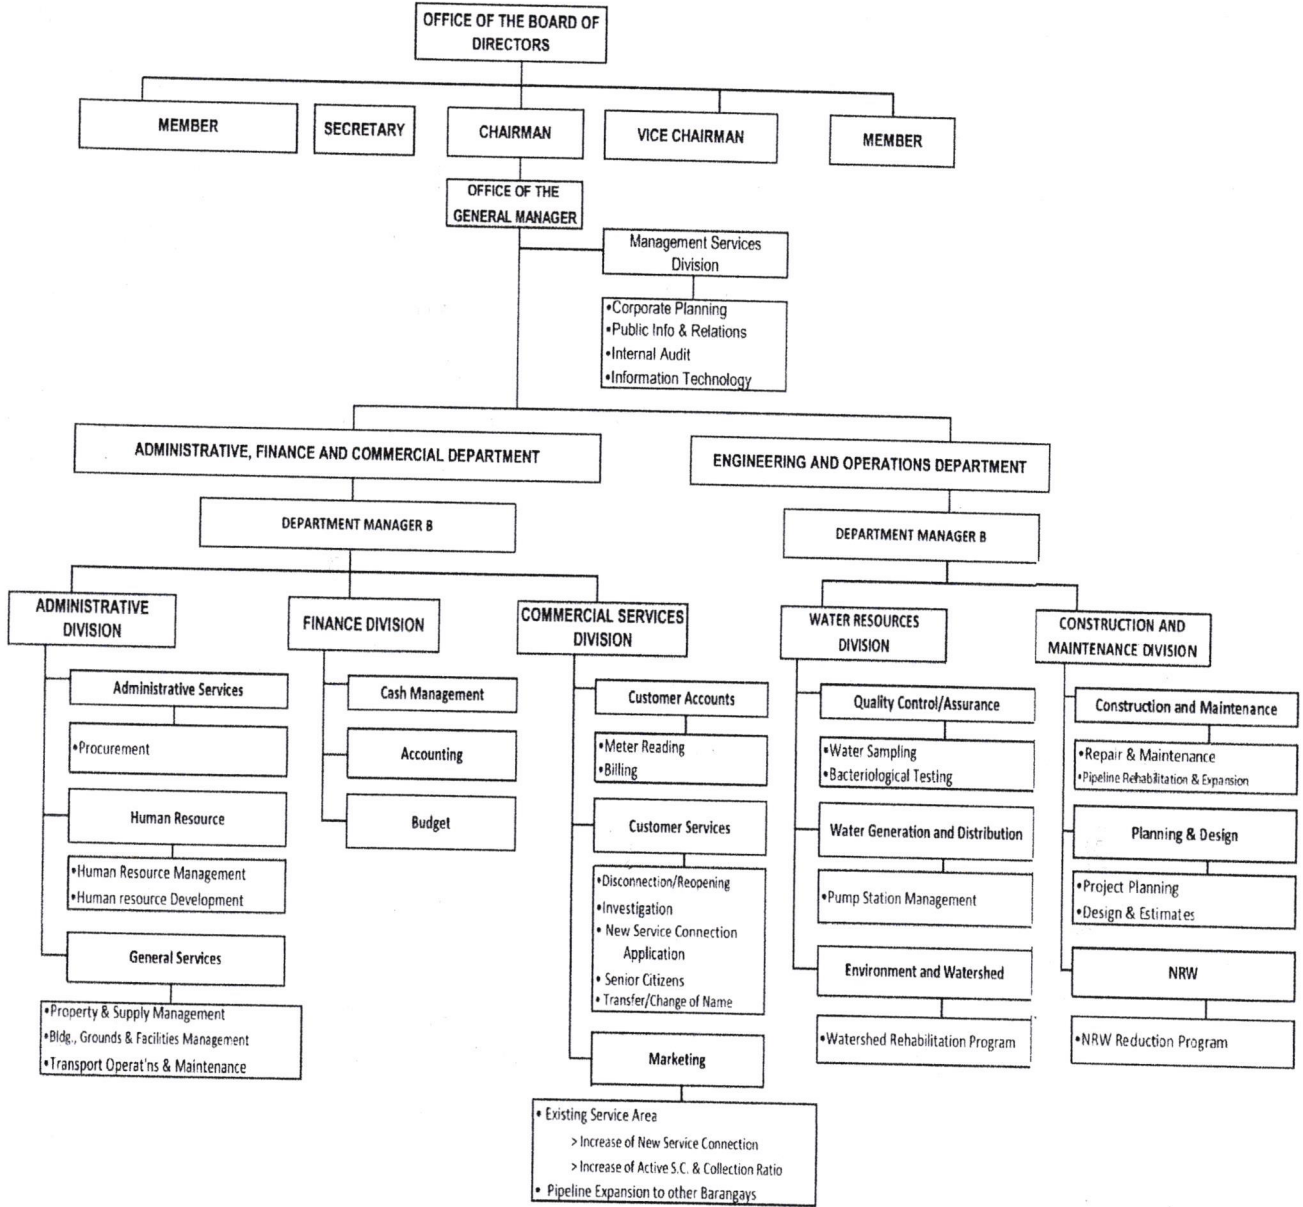 OFFICE OF THE BOARD OF
DIRECTORS
MEMBER
SECRETARY
CHAIRMAN
VICE CHAIRMAN
MEMBER
OFFICE OF THE
GENERAL MANAGER
Management Services
Division
•Corporate Planning
•Public Info & Relations
•Internal Audit
•Information Technology
ADMINISTRATIVE, FINANCE AND COMMERCIAL DEPARTMENT
ENGINEERING AND OPERATIONS DEPARTMENT
DEPARTMENT MANAGER B
DEPARTMENT MANAGER B
ADMINISTRATIVE
DIVISION
FINANCE DIVISION
COMMERCIAL SERVICES
DIVISION
WATER RESOURCES
DIVISION
CONSTRUCTION AND
MAINTENANCE DIVISION
Administrative Services
•Procurement
Human Resource
•Human Resource Management
•Human resource Development
General Services
•Property & Supply Management
•Bldg., Grounds & Facilities Management
•Transport Operat'ns & Maintenance
Cash Management
Accounting
Budget
Customer Accounts
•Meter Reading
•Billing
Customer Services
•Disconnection/Reopening
•Investigation
• New Service Connection
Application
• Senior Citizens
• Transfer/Change of Name
Marketing
• Existing Service Area
> Increase of New Service Connection
> Increase of Active S.C. & Collection Ratio
• Pipeline Expansion to other Barangays
Quality Control/Assurance
•Water Sampling
•Bacteriological Testing
Water Generation and Distribution
•Pump Station Management
Environment and Watershed
•Watershed Rehabilitation Program
Construction and Maintenance
•Repair & Maintenance
•Pipeline Rehabilitation & Expansion
Planning & Design
•Project Planning
•Design & Estimates
NRW
•NRW Reduction Program